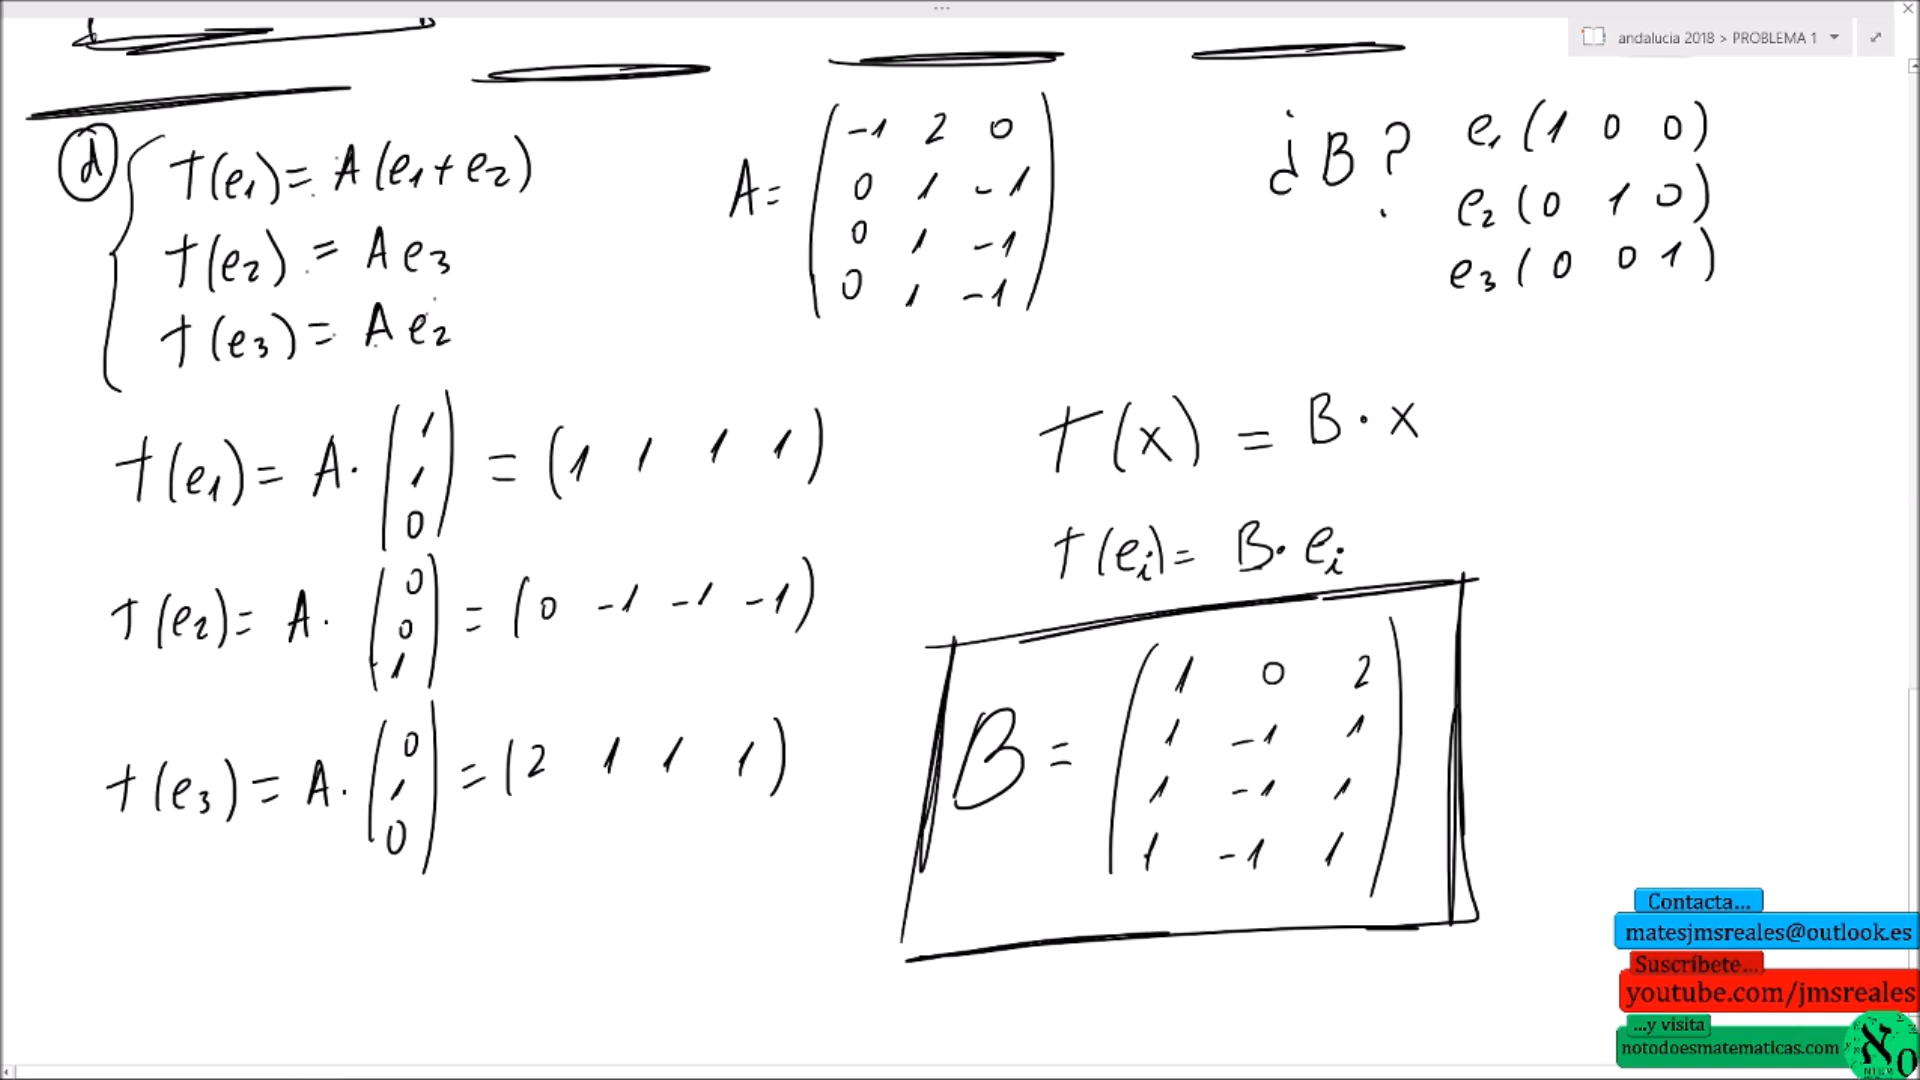 andalucia 2018 > PROBLEMA 1
d
T(e1) = A(e1+e2)
T(e2) = A e3
T(e3) = A e2
A =
-1 2 0
0 1 -1
0 1 -1
0 1 -1
¿B?
e1 (1 0 0)
e2 (0 1 0)
e3 (0 0 1)
T(e1) = A · (1 1 0) = (1 1 1 1)
T(e2) = A · (0 0 1) = (0 -1 -1 -1)
T(e3) = A · (0 1 0) = (2 1 1 1)
T(x) = B · x
T(ei) = B · ei
B =
1 0 2
1 -1 1
1 -1 1
1 -1 1
Contacta...
matesjmsreales@outlook.es
Suscríbete...
youtube.com/jmsreales
...y visita
notodoesmatematicas.com
ℵ0